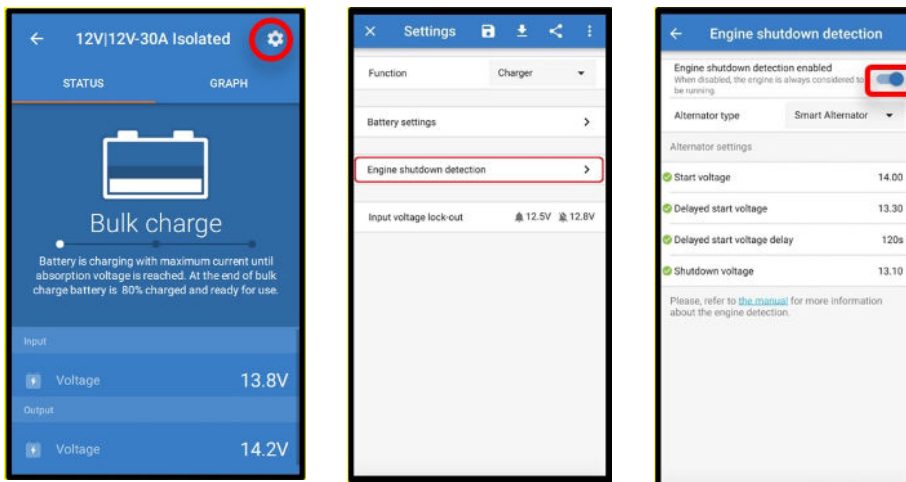 12V|12V-30A Isolated
STATUS
GRAPH
Bulk charge
Battery is charging with maximum current until
absorption voltage is reached. At the end of bulk
charge battery is 80% charged and ready for use.
Input
Voltage
13.8V
Output
Voltage
14.2V
Settings
Function
Charger
Battery settings
Engine shutdown detection
Input voltage lock-out
12.5V
12.8V
Engine shutdown detection
Engine shutdown detection enabled
When disabled, the engine is always considered to
be running.
Alternator type
Smart Alternator
Alternator settings
Start voltage
14.00
Delayed start voltage
13.30
Delayed start voltage delay
120s
Shutdown voltage
13.10
Please, refer to the manual for more information
about the engine detection.